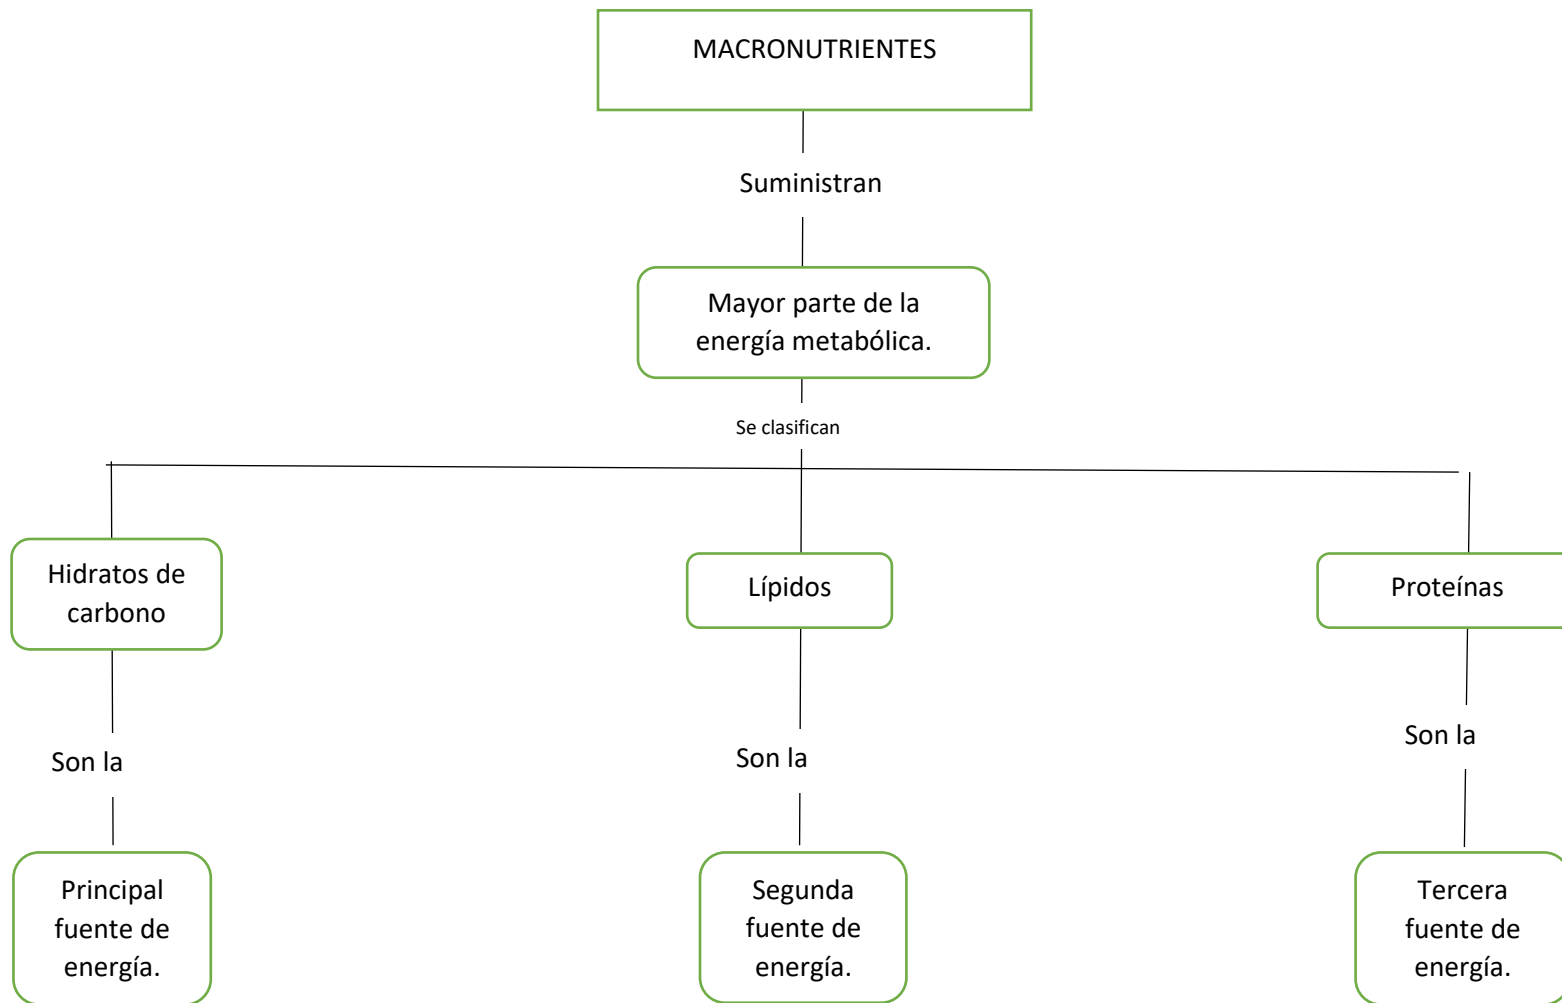 MACRONUTRIENTES
Suministran
Mayor parte de la
energía metabólica.
Se clasifican
Hidratos de
carbono
Lípidos
Proteínas
Son la
Son la
Son la
Principal
fuente de
energía.
Segunda
fuente de
energía.
Tercera
fuente de
energía.